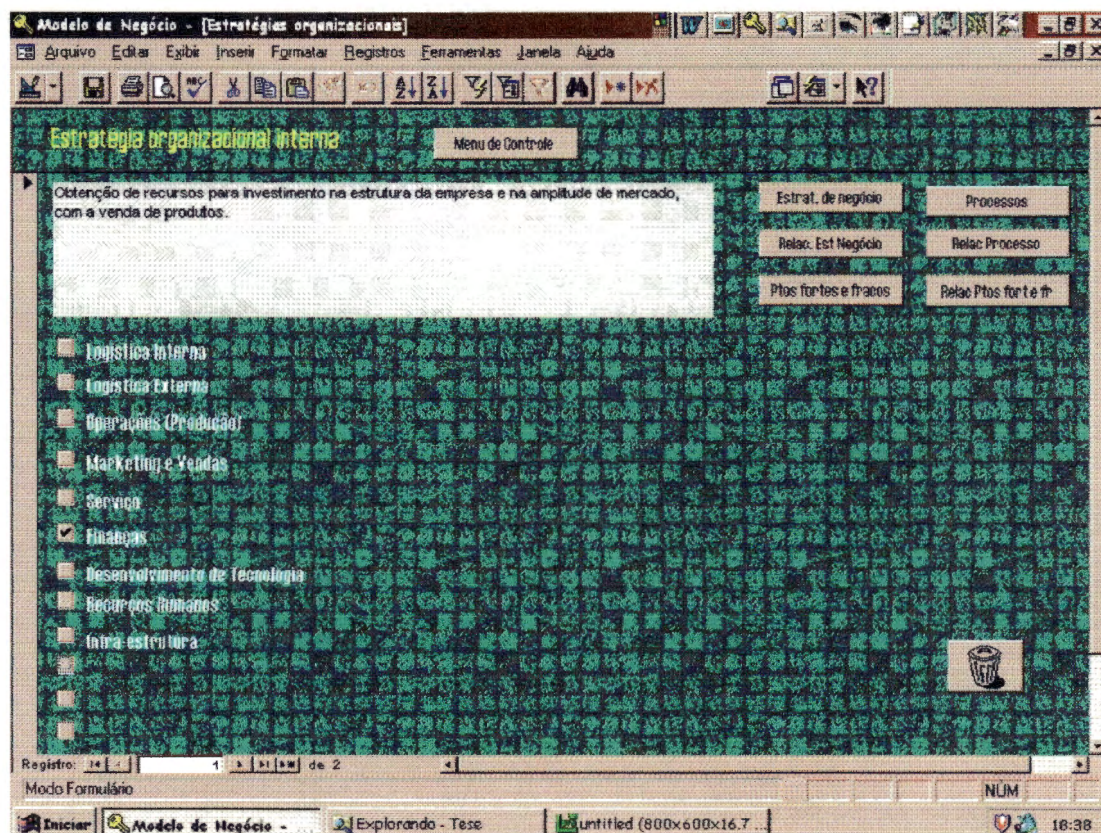 Modelo de Negócio - [Estratégias organizacionais]
Arquivo Editar Exibir Inserir Formatar Registros Ferramentas Janela Ajuda
Estratégia organizacional interna
Menu de Controle
Obtenção de recursos para investimento na estrutura da empresa e na amplitude de mercado,
com a venda de produtos.
Estrat. de negócio
Processos
Relac. Est Negócio
Relac Processo
Ptos fortes e fracos
Relac Ptos fort e fr
Logística Interna
Logística Externa
Operações (Produção)
Marketing e Vendas
Serviço
Finanças
Desenvolvimento de Tecnologia
Recursos Humanos
Infra-estrutura
Registro: 1 de 2
Modo Formulário NUM
Iniciar Modelo de Negócio - ... Explorando - Tese untitled (800x600x16.7 ... 18:38